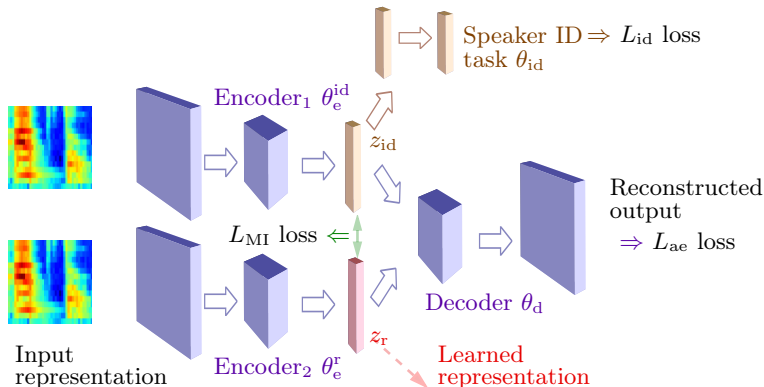 Speaker ID ⇒ L_id loss
task θ_id
Encoder₁ θ_e^id
z_id
Reconstructed
output
⇒ L_ae loss
L_MI loss ⇐
Decoder θ_d
z_r
Input
representation
Encoder₂ θ_e^r
Learned
representation